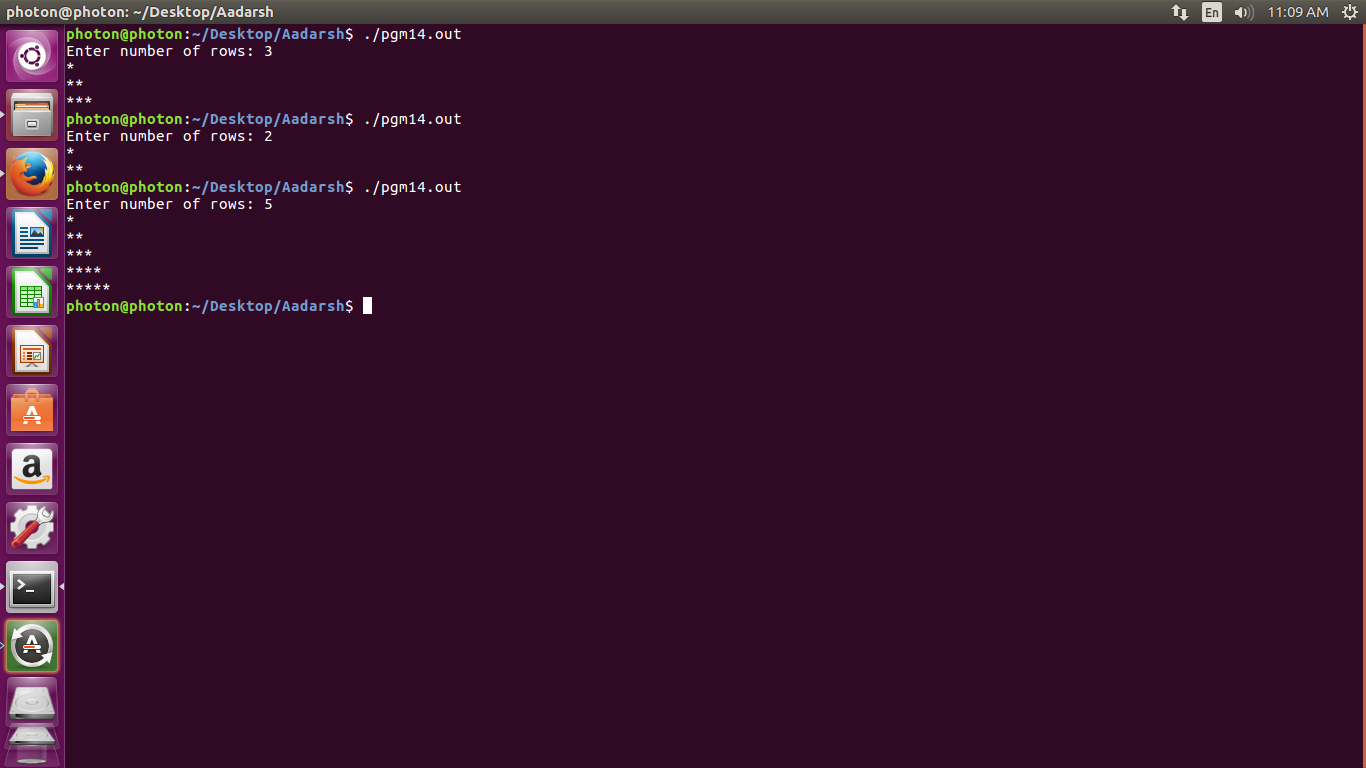 photon@photon: ~/Desktop/Aadarsh
En
11:09 AM
photon@photon:~/Desktop/Aadarsh$ ./pgm14.out
Enter number of rows: 3
*
**
***
photon@photon:~/Desktop/Aadarsh$ ./pgm14.out
Enter number of rows: 2
*
**
photon@photon:~/Desktop/Aadarsh$ ./pgm14.out
Enter number of rows: 5
*
**
***
****
*****
photon@photon:~/Desktop/Aadarsh$